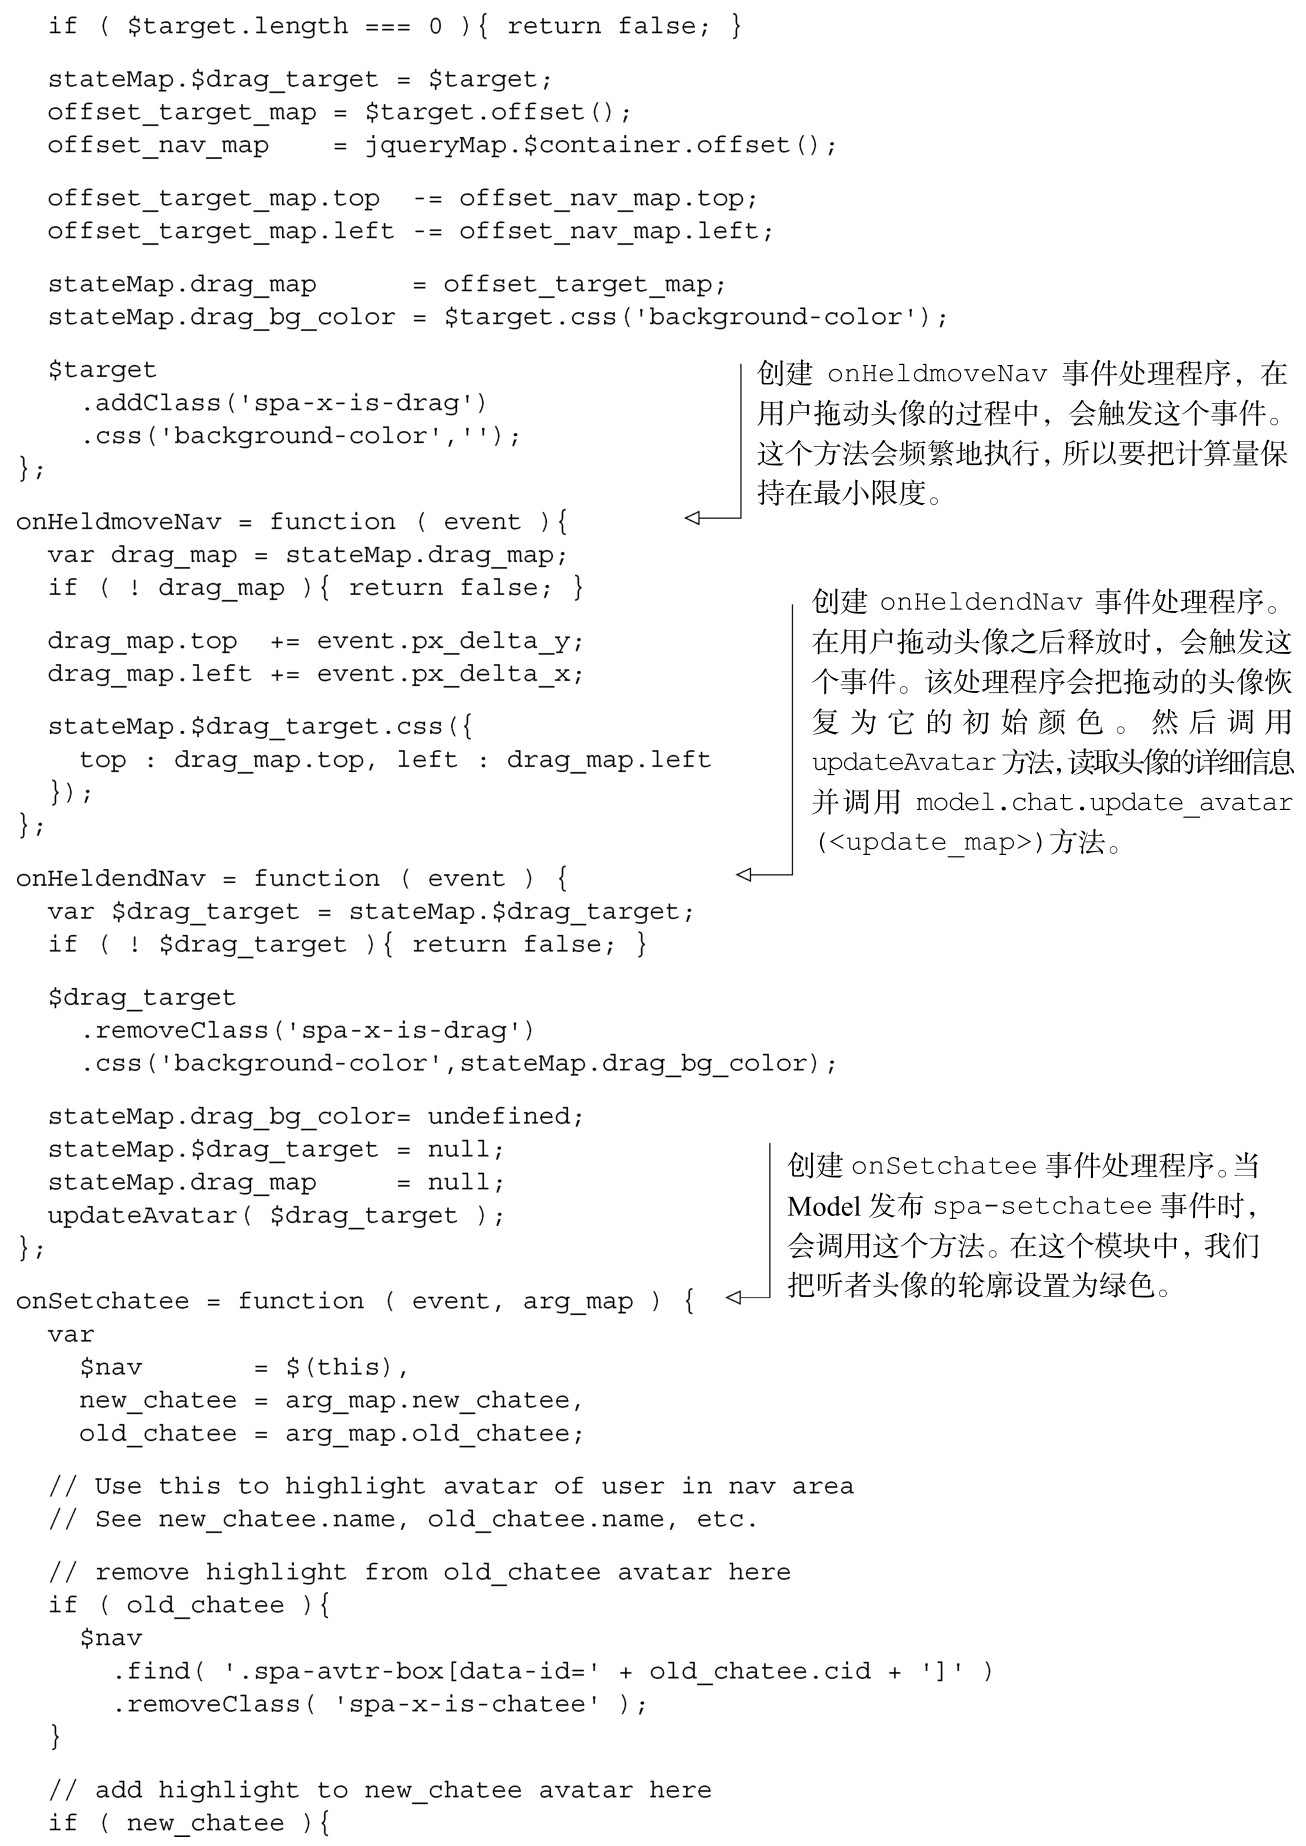 if ( $target.length === 0 ){ return false; }
stateMap.$drag_target = $target;
offset_target_map = $target.offset();
offset_nav_map    = jqueryMap.$container.offset();
offset_target_map.top  -= offset_nav_map.top;
offset_target_map.left -= offset_nav_map.left;
stateMap.drag_map      = offset_target_map;
stateMap.drag_bg_color = $target.css('background-color');
$target
.addClass('spa-x-is-drag')
.css('background-color','');
};
创建 onHeldmoveNav 事件处理程序，在
用户拖动头像的过程中，会触发这个事件。
这个方法会频繁地执行，所以要把计算量保
持在最小限度。
onHeldmoveNav = function ( event ){
var drag_map = stateMap.drag_map;
if ( ! drag_map ){ return false; }
drag_map.top  += event.px_delta_y;
drag_map.left += event.px_delta_x;
stateMap.$drag_target.css({
top : drag_map.top, left : drag_map.left
});
};
创建 onHeldendNav 事件处理程序。
在用户拖动头像之后释放时，会触发这
个事件。该处理程序会把拖动的头像恢
复为它的初始颜色。然后调用
updateAvatar 方法，读取头像的详细信息
并调用 model.chat.update_avatar
(<update_map>)方法。
onHeldendNav = function ( event ) {
var $drag_target = stateMap.$drag_target;
if ( ! $drag_target ){ return false; }
$drag_target
.removeClass('spa-x-is-drag')
.css('background-color',stateMap.drag_bg_color);
stateMap.drag_bg_color= undefined;
stateMap.$drag_target = null;
stateMap.drag_map     = null;
updateAvatar( $drag_target );
};
创建 onSetchatee 事件处理程序。当
Model 发布 spa-setchatee 事件时，
会调用这个方法。在这个模块中，我们
把听者头像的轮廓设置为绿色。
onSetchatee = function ( event, arg_map ) {
var
$nav       = $(this),
new_chatee = arg_map.new_chatee,
old_chatee = arg_map.old_chatee;
// Use this to highlight avatar of user in nav area
// See new_chatee.name, old_chatee.name, etc.
// remove highlight from old_chatee avatar here
if ( old_chatee ){
$nav
.find( '.spa-avtr-box[data-id=' + old_chatee.cid + ']' )
.removeClass( 'spa-x-is-chatee' );
}
// add highlight to new_chatee avatar here
if ( new_chatee ){